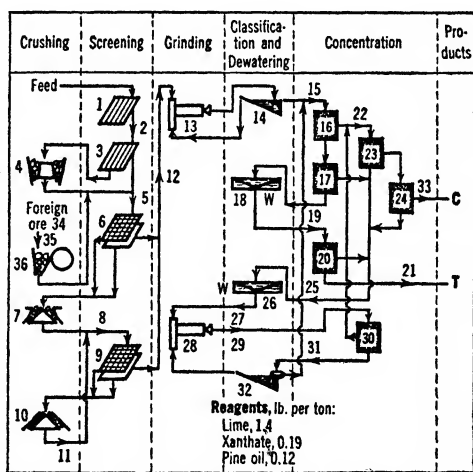 Crushing
Screening
Grinding
Classifica-
tion and
Dewatering
Concentration
Pro-
ducts
Feed
1
2
3
4
5
6
Foreign
ore 34
35
36
7
8
9
10
11
12
13
14
15
16
17
18
W
19
20
21
T
22
23
24
33
C
25
W
26
27
28
29
30
31
32
Reagents, lb. per ton:
Lime, 1.4
Xanthate, 0.19
Pine oil, 0.12